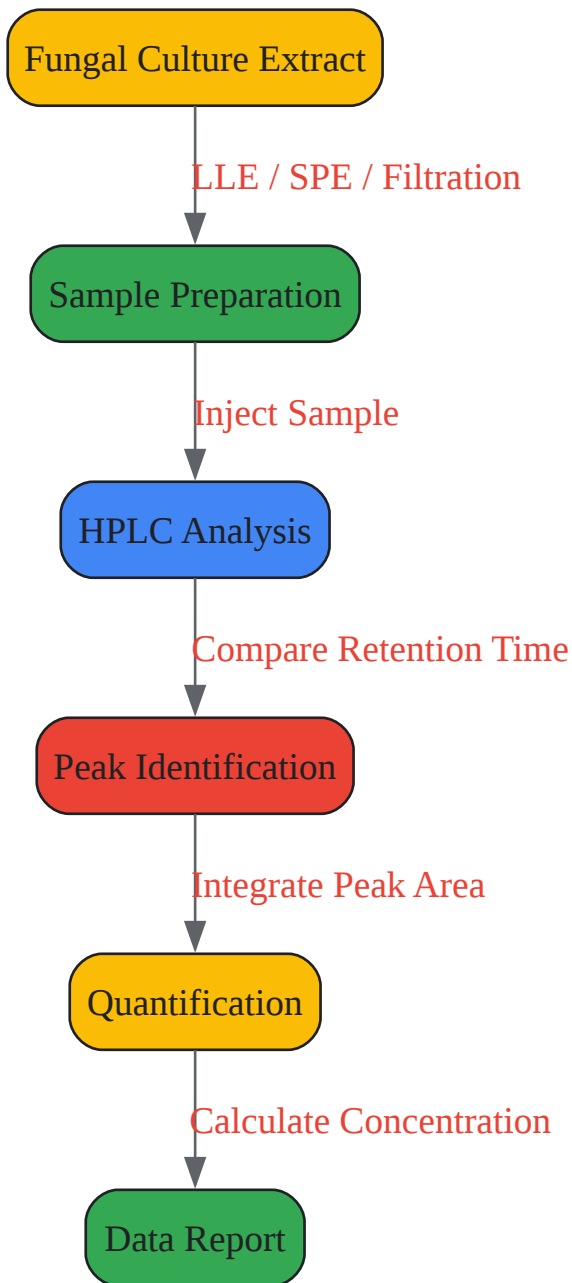 Fungal Culture Extract
LLE / SPE / Filtration
Sample Preparation
Inject Sample
HPLC Analysis
Compare Retention Time
Peak Identification
Integrate Peak Area
Quantification
Calculate Concentration
Data Report